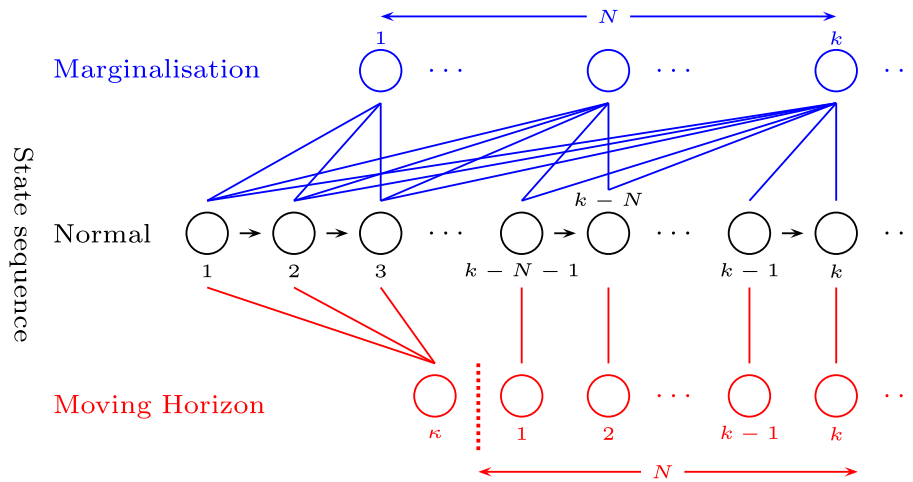 N
1 k
Marginalisation ··· ··· ··
k − N
State sequence
Normal ··· ··· ··
1 2 3 k − N − 1 k − 1 k
Moving Horizon ··· ··
κ 1 2 k − 1 k
N